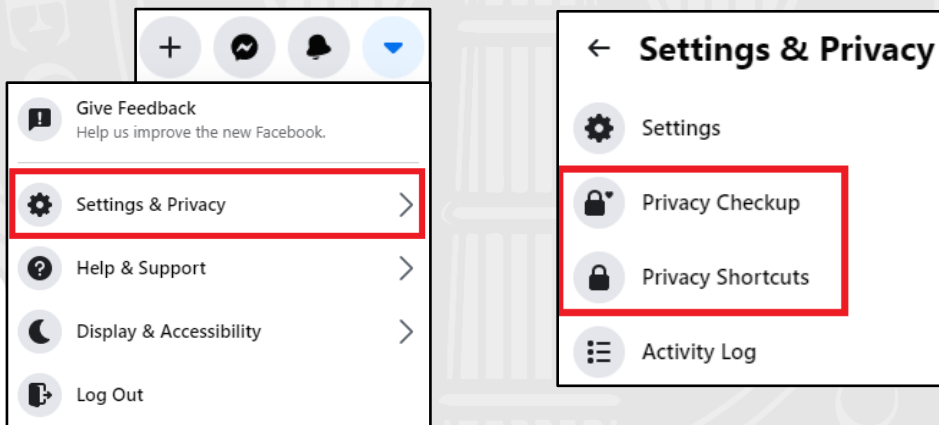 Give Feedback
Help us improve the new Facebook.
Settings & Privacy
Help & Support
Display & Accessibility
Log Out
Settings & Privacy
Settings
Privacy Checkup
Privacy Shortcuts
Activity Log